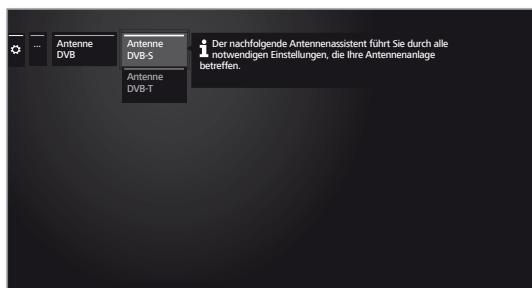 ...
Antenne
DVB
Antenne
DVB-S
Antenne
DVB-T
i Der nachfolgende Antennenassistent führt Sie durch alle
notwendigen Einstellungen, die Ihre Antennenanlage
betreffen.